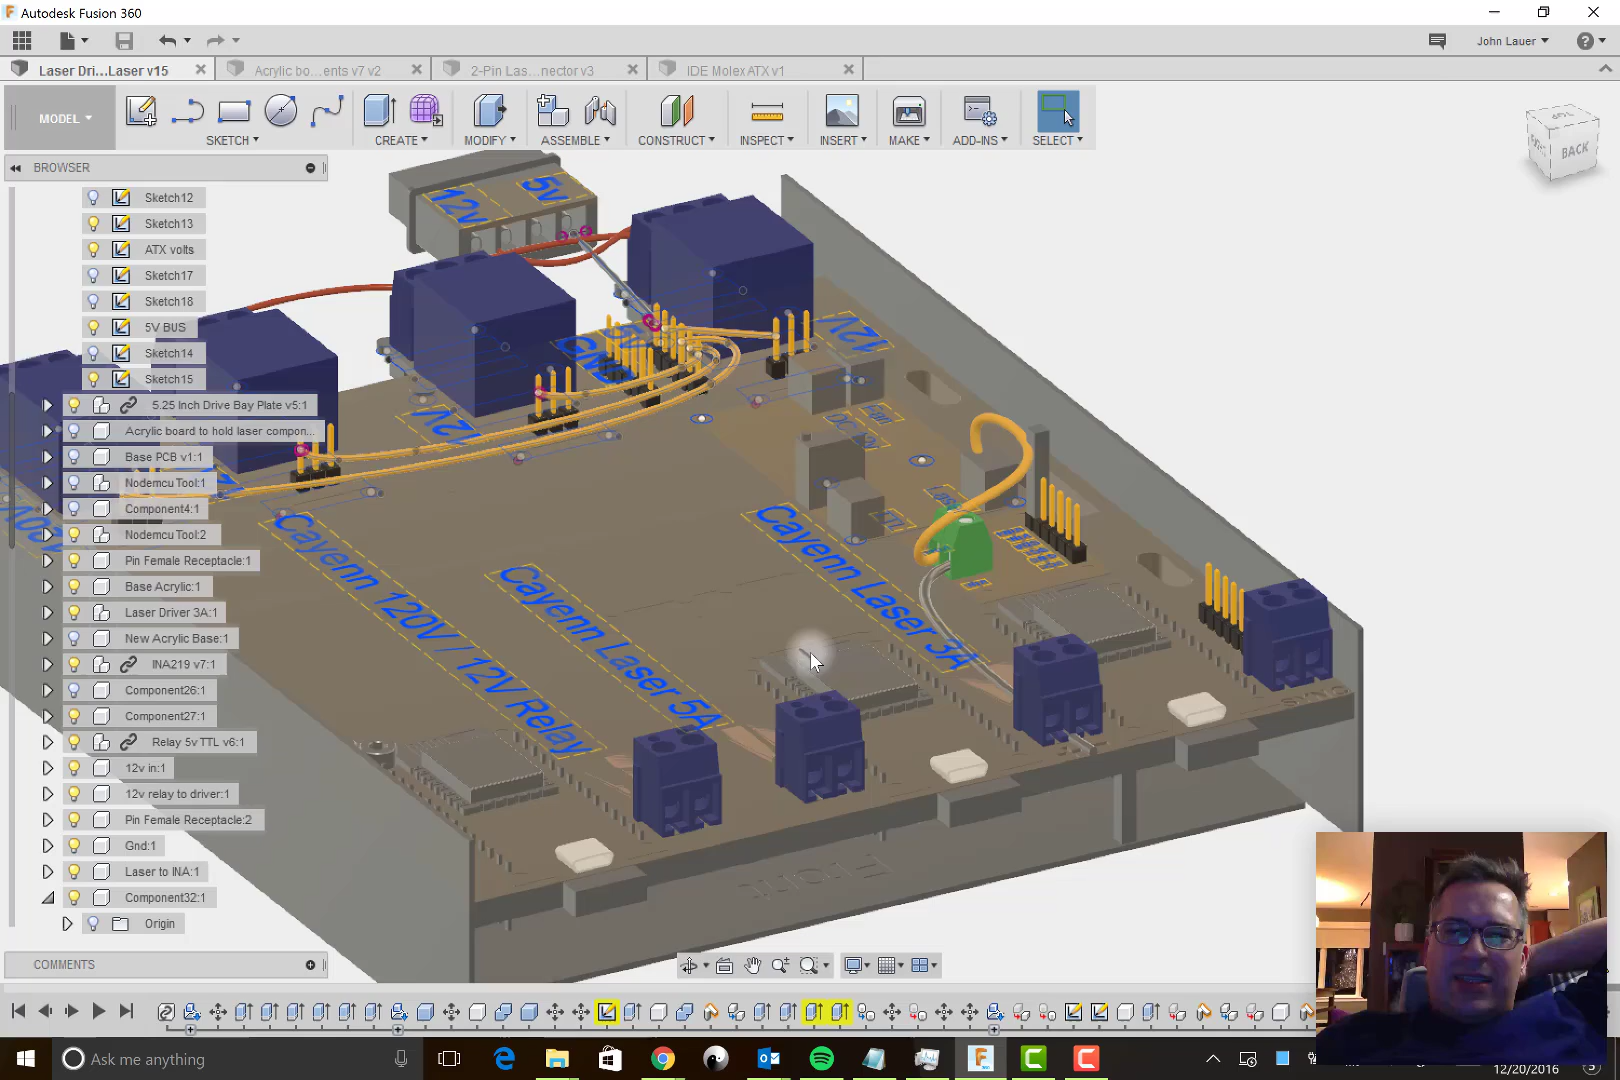 Autodesk Fusion 360
John Lauer
Laser Dri...Laser v15
Acrylic bo...ents v7 v2
2-Pin Las...nector v3
IDE Molex ATX v1
MODEL
SKETCH
CREATE
MODIFY
ASSEMBLE
CONSTRUCT
INSPECT
INSERT
MAKE
ADD-INS
SELECT
BACK
BROWSER
Sketch12
Sketch13
ATX volts
Sketch17
Sketch18
5V BUS
Sketch14
Sketch15
5.25 Inch Drive Bay Plate v5:1
Acrylic board to hold laser compon...
Base PCB v1:1
Nodemcu Tool:1
Component4:1
Nodemcu Tool:2
Pin Female Receptacle:1
Base Acrylic:1
Laser Driver 3A:1
New Acrylic Base:1
INA219 v7:1
Component26:1
Component27:1
Relay 5v TTL v6:1
12v in:1
12v relay to driver:1
Pin Female Receptacle:2
Gnd:1
Laser to INA:1
Component32:1
Origin
12v
5v
GND
12V
12V
Cayenn 120V / 12V Relay
Cayenn Laser 5A
Cayenn Laser 3A
COMMENTS
Ask me anything
12/20/2016